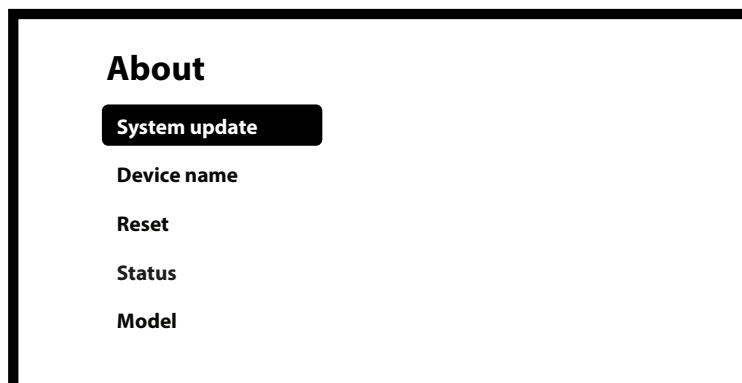 About
System update
Device name
Reset
Status
Model